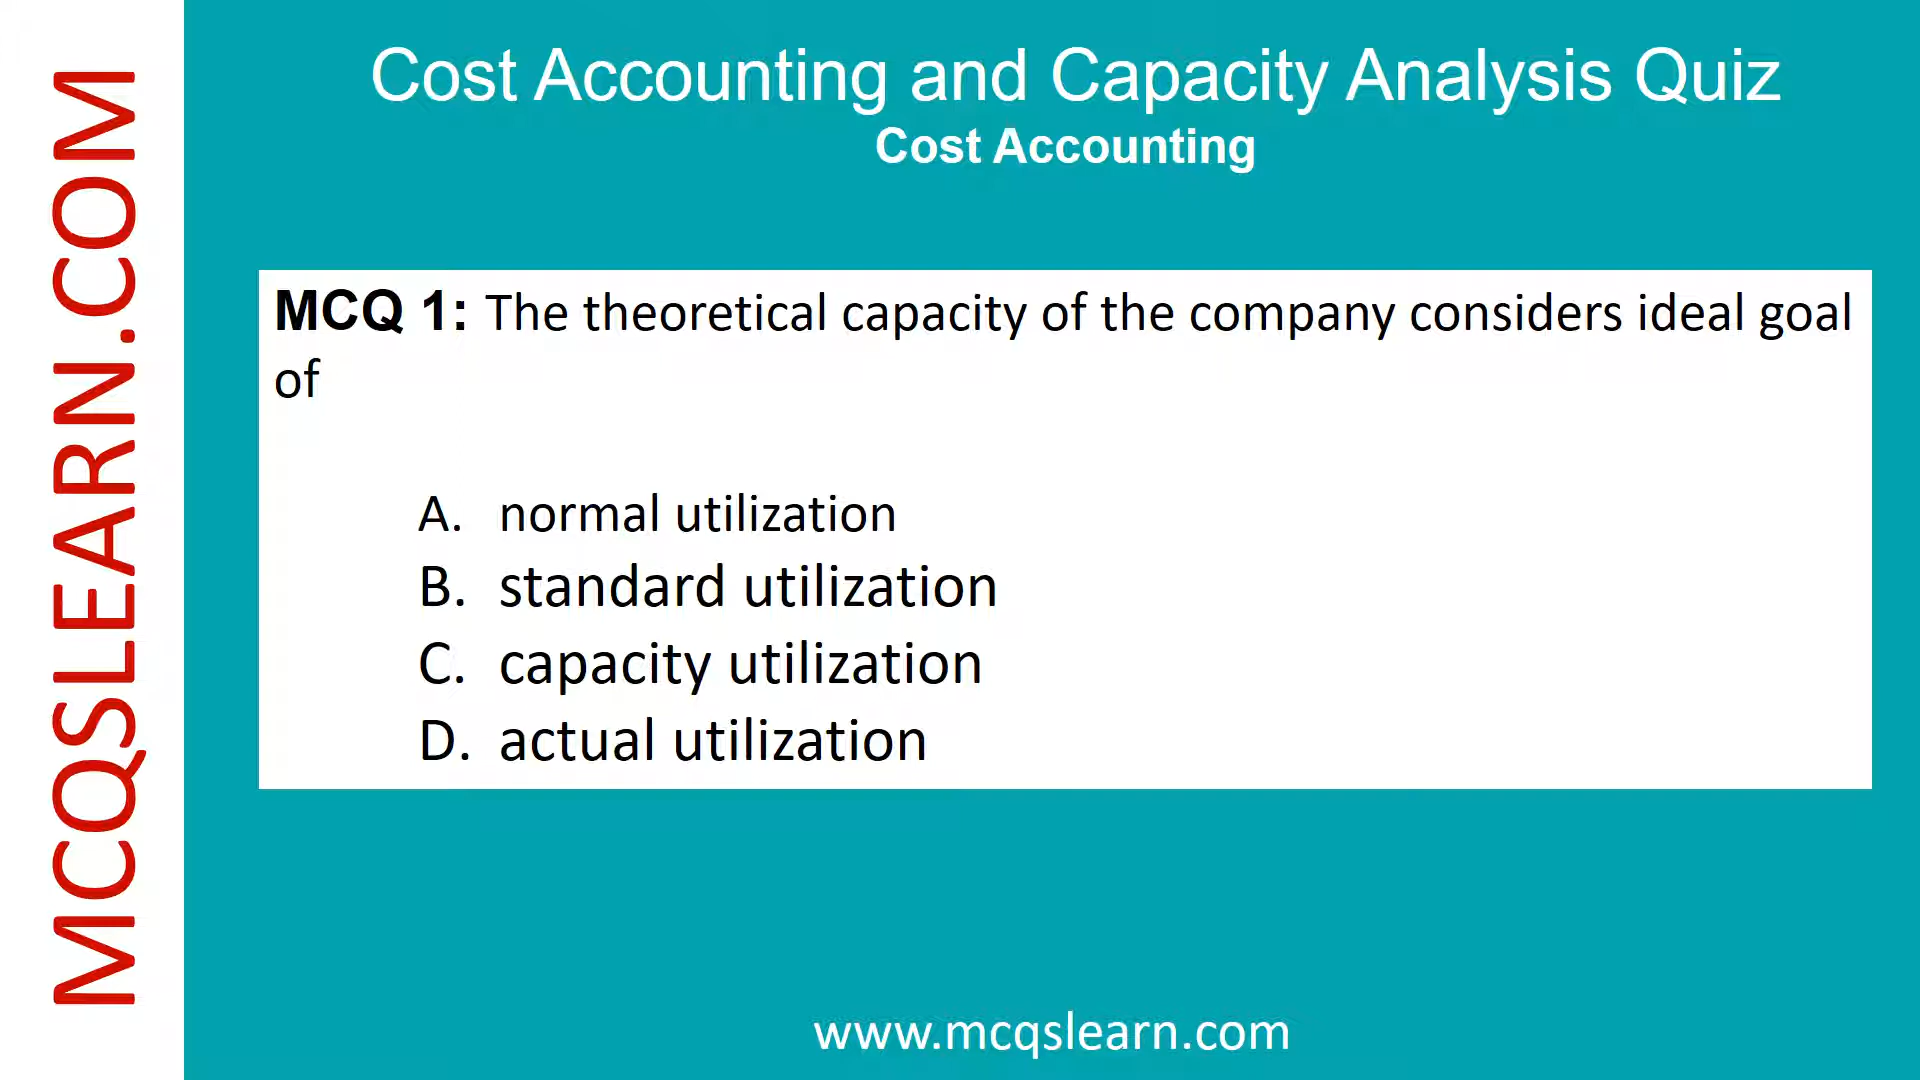 MCQSLEARN.COM
Cost Accounting and Capacity Analysis Quiz
Cost Accounting
MCQ 1: The theoretical capacity of the company considers ideal goal
of
A. normal utilization
B. standard utilization
C. capacity utilization
D. actual utilization
www.mcqslearn.com